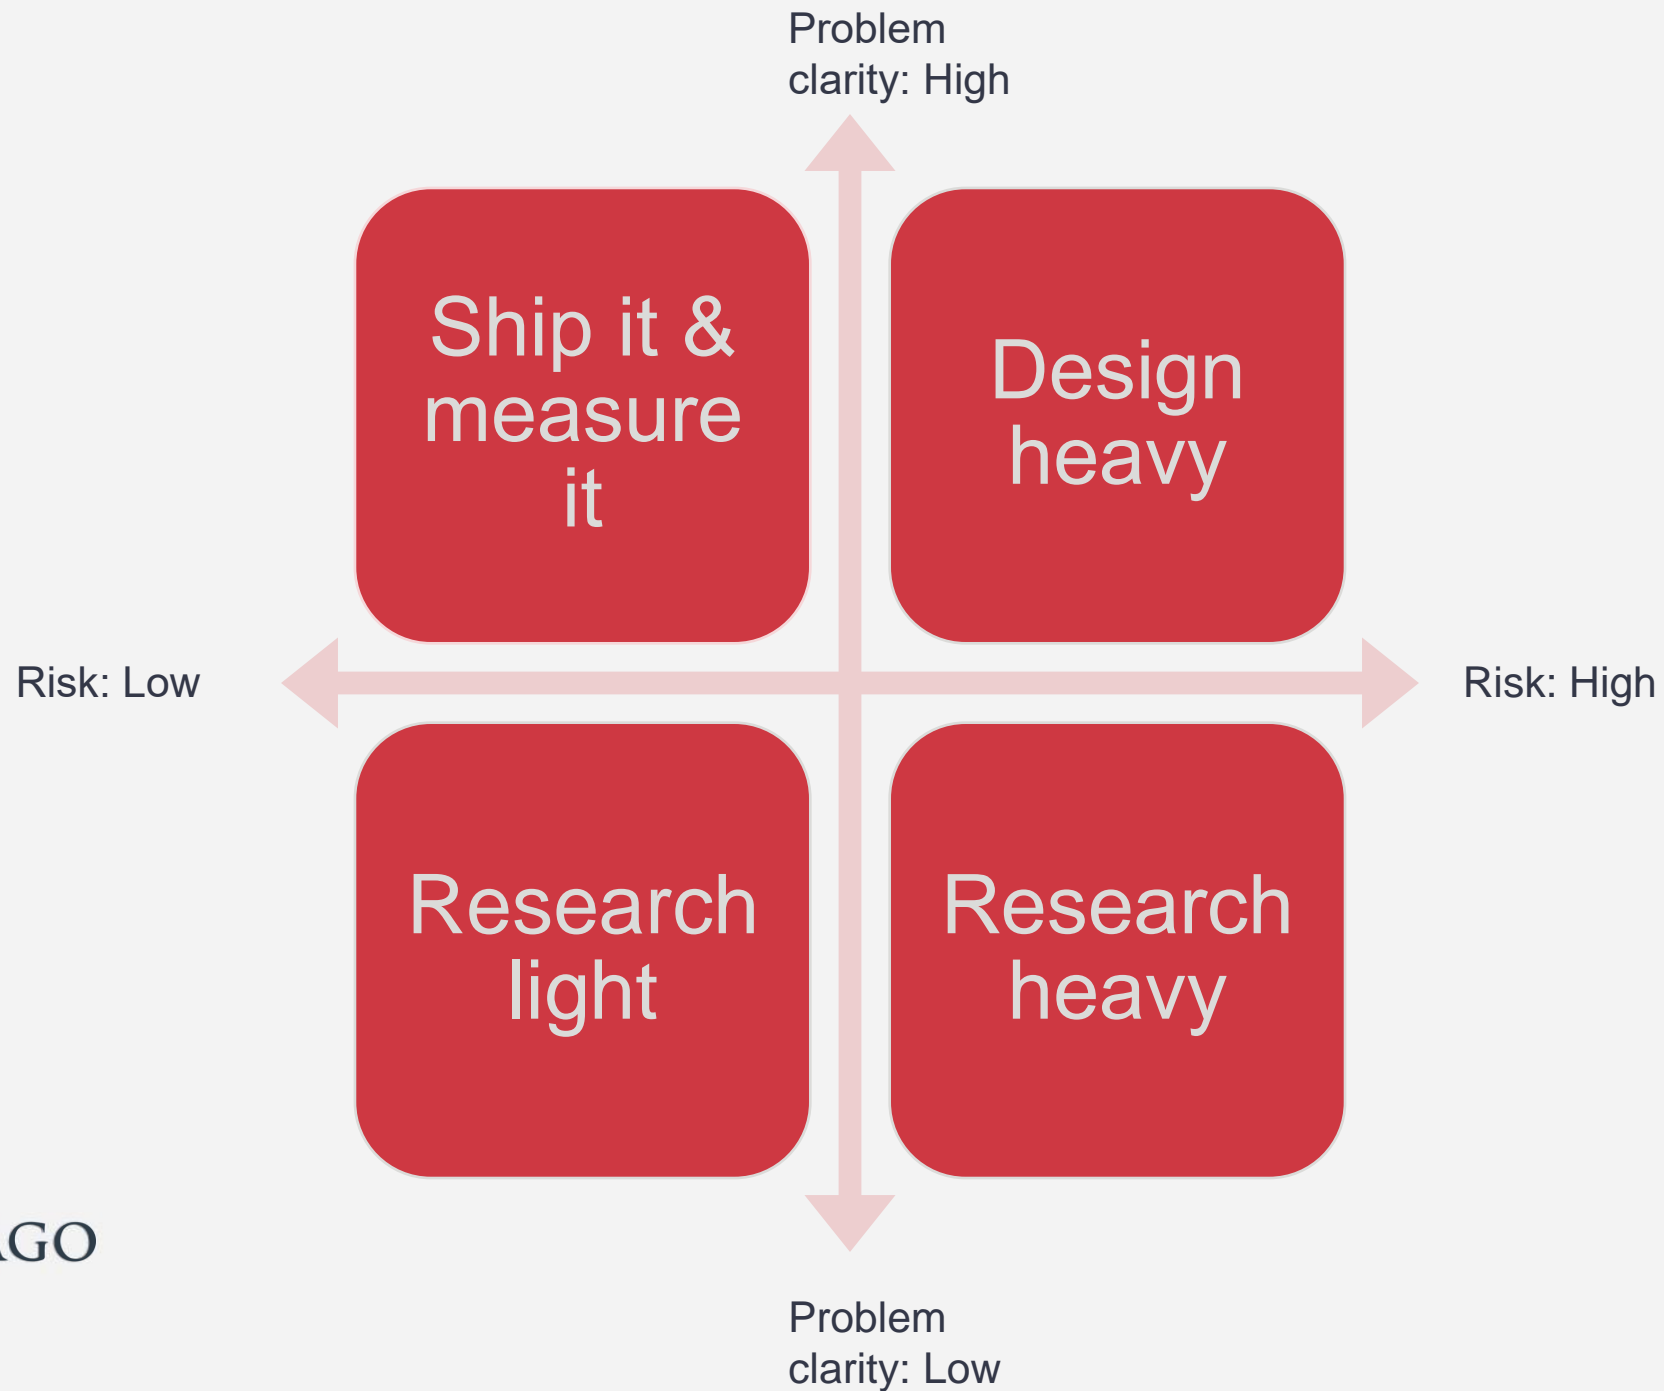 Problem
clarity: High
Ship it &
measure
it
Design
heavy
Risk: Low
Risk: High
Research
light
Research
heavy
AGO
Problem
clarity: Low